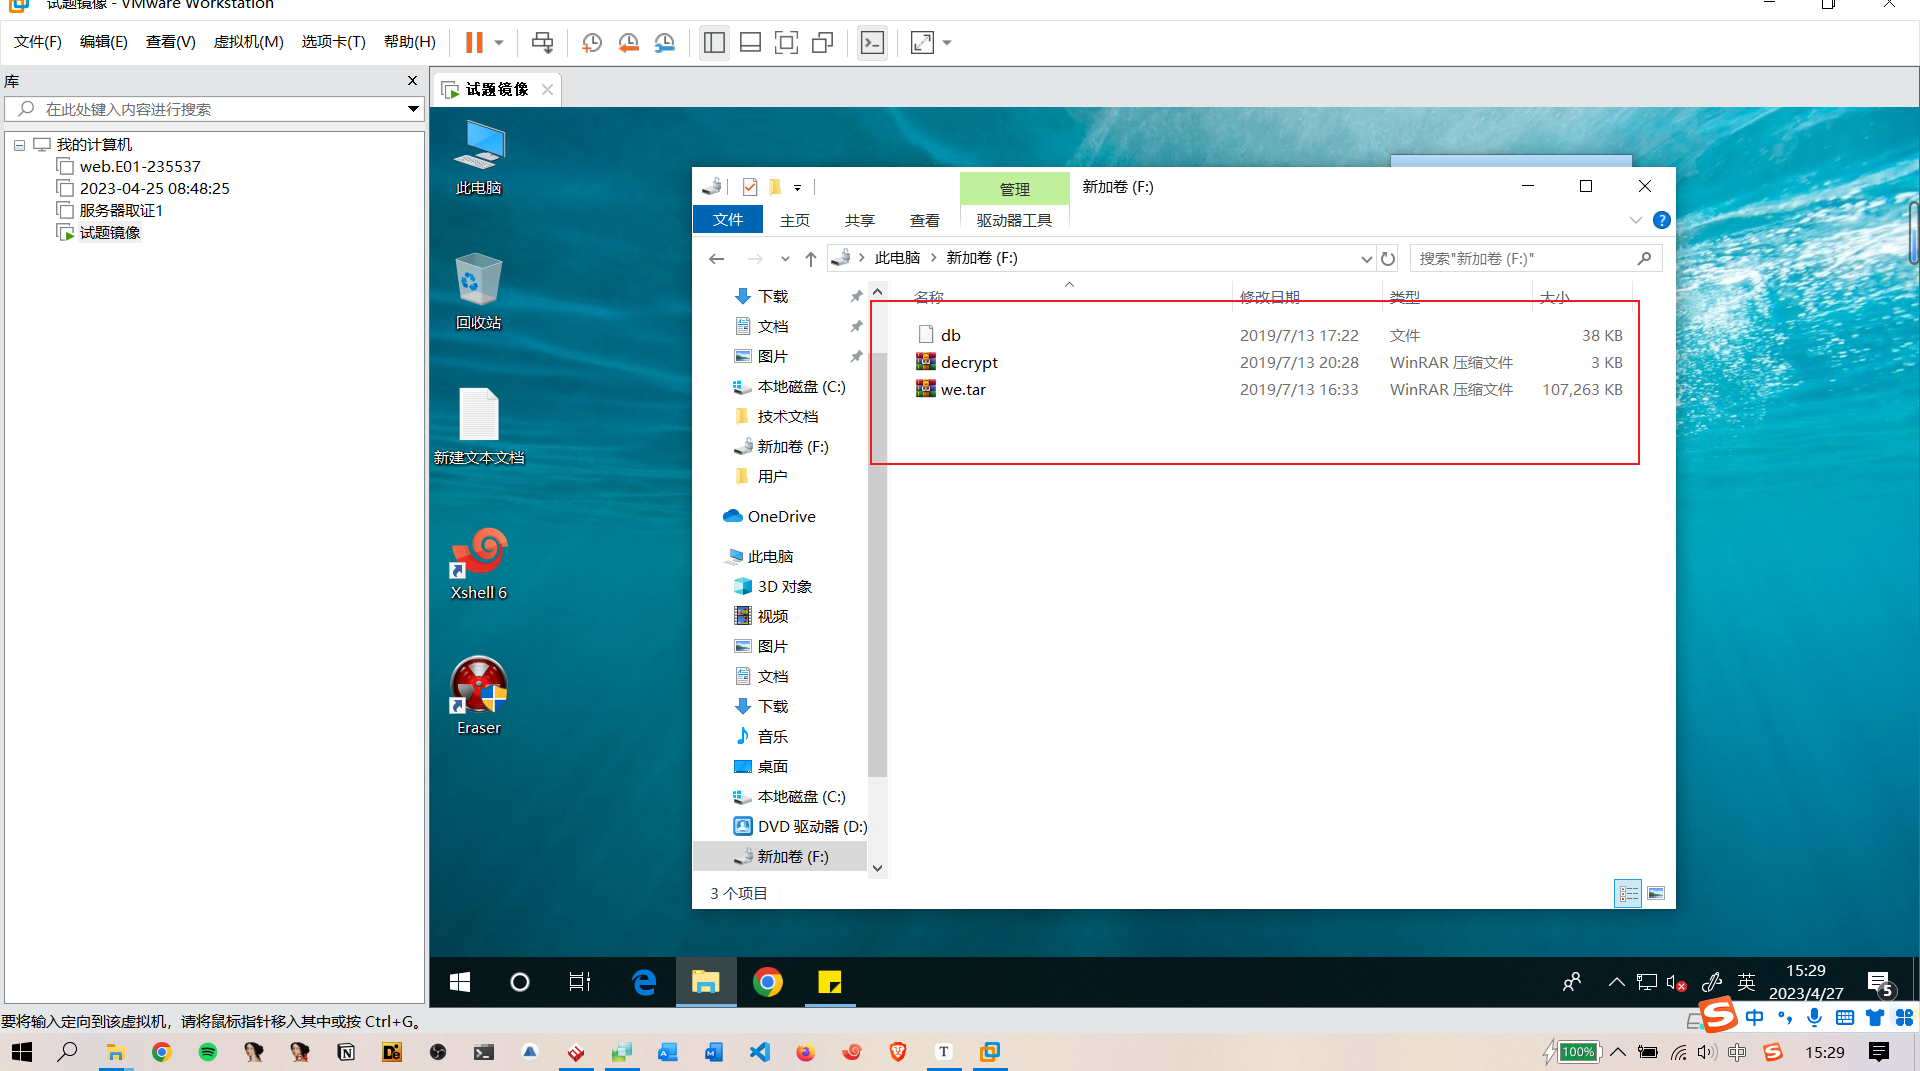 试题镜像 - VMware Workstation
文件(F) 编辑(E) 查看(V) 虚拟机(M) 选项卡(T) 帮助(H)
库
在此处键入内容进行搜索
我的计算机
web.E01-235537
2023-04-25 08:48:25
服务器取证1
试题镜像
试题镜像
此电脑
回收站
新建文本文档
Xshell 6
Eraser
管理 新加卷 (F:)
文件 主页 共享 查看 驱动器工具
此电脑 新加卷 (F:)
搜索"新加卷 (F:)"
下载
文档
图片
本地磁盘 (C:)
技术文档
新加卷 (F:)
用户
OneDrive
此电脑
3D 对象
视频
图片
文档
下载
音乐
桌面
本地磁盘 (C:)
DVD 驱动器 (D:)
新加卷 (F:)
名称 修改日期 类型 大小
db 2019/7/13 17:22 文件 38 KB
decrypt 2019/7/13 20:28 WinRAR 压缩文件 3 KB
we.tar 2019/7/13 16:33 WinRAR 压缩文件 107,263 KB
3 个项目
英
15:29
2023/4/27
5
要将输入定向到该虚拟机，请将鼠标指针移入其中或按 Ctrl+G。
中
100%
中
15:29